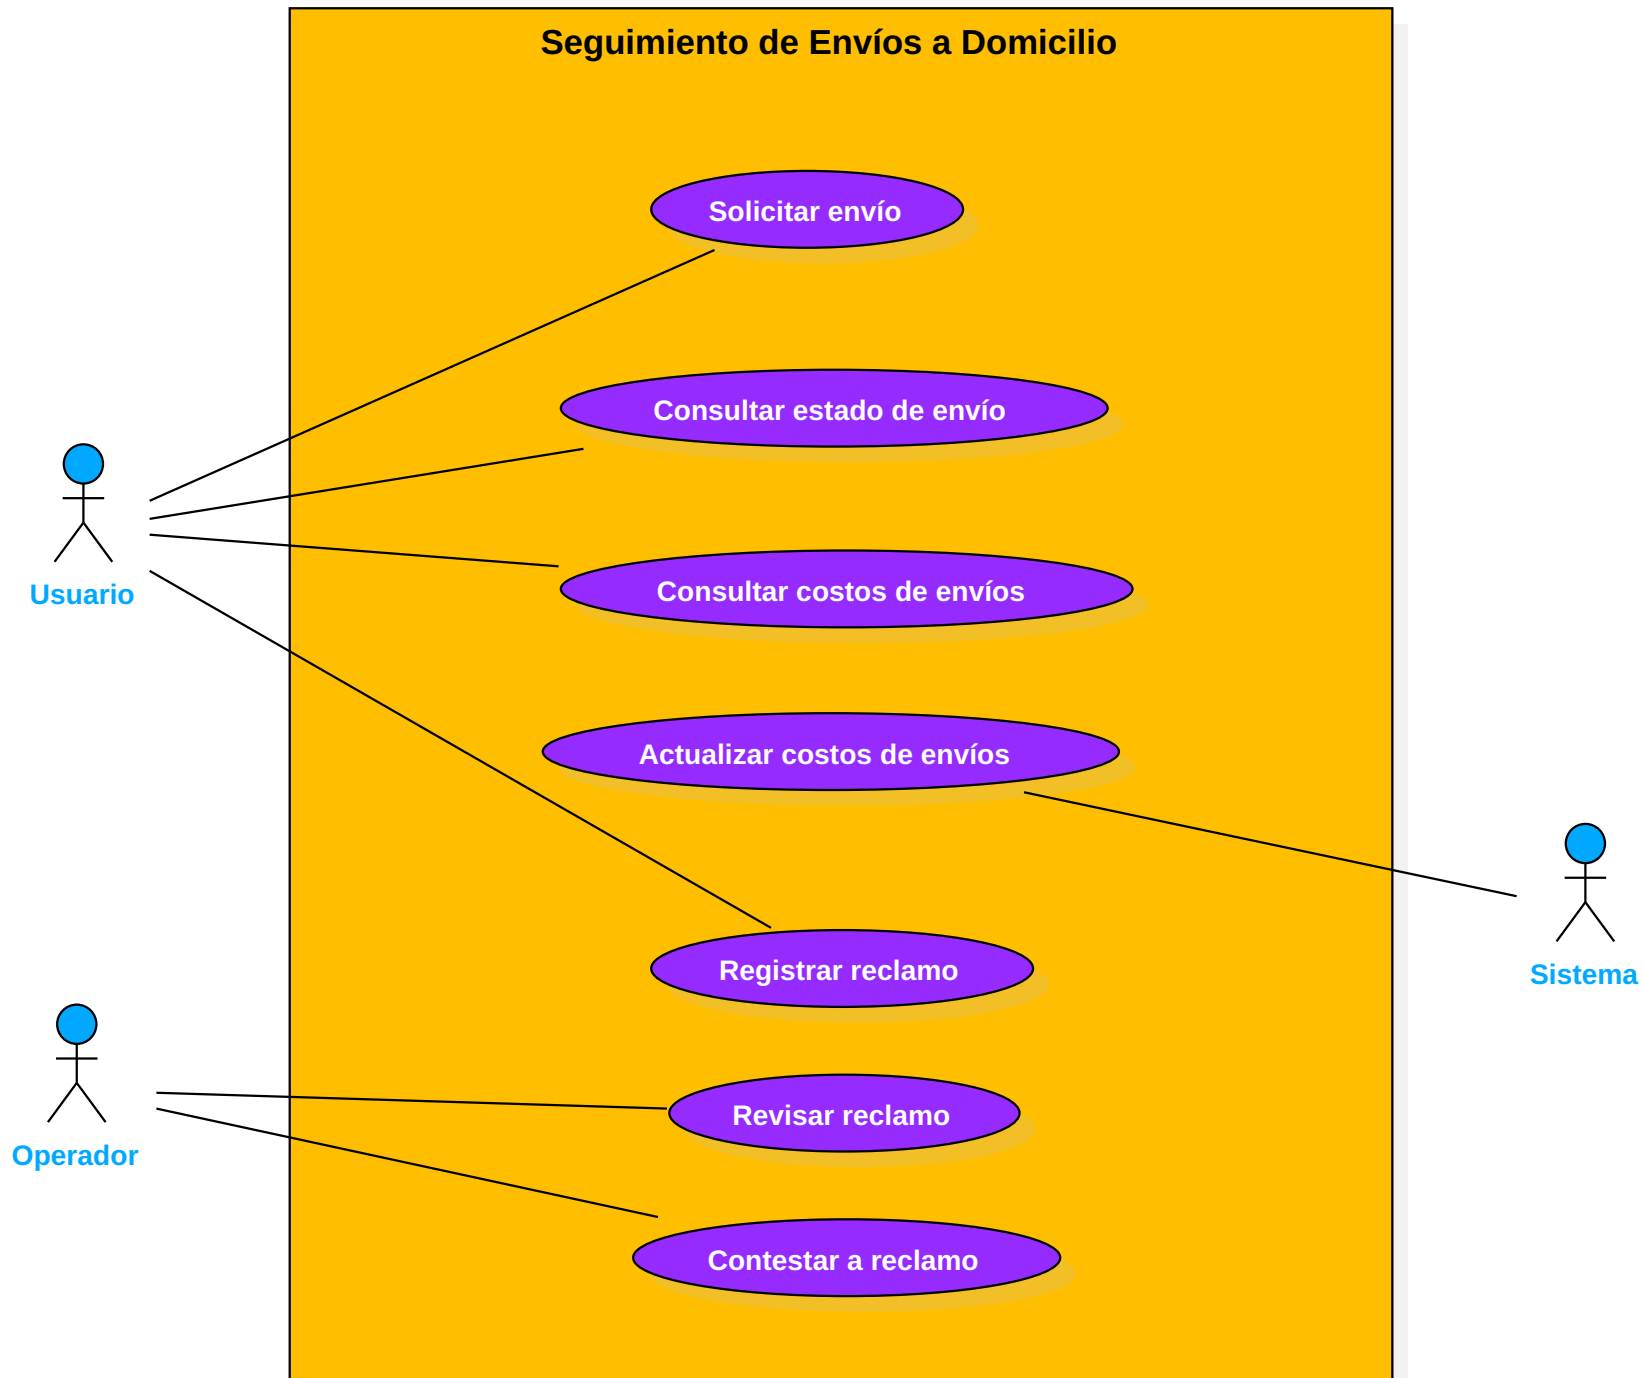 Seguimiento de Envíos a Domicilio
Solicitar envío
Consultar estado de envío
Usuario
Consultar costos de envíos
Actualizar costos de envíos
Registrar reclamo
Sistema
Operador
Revisar reclamo
Contestar a reclamo